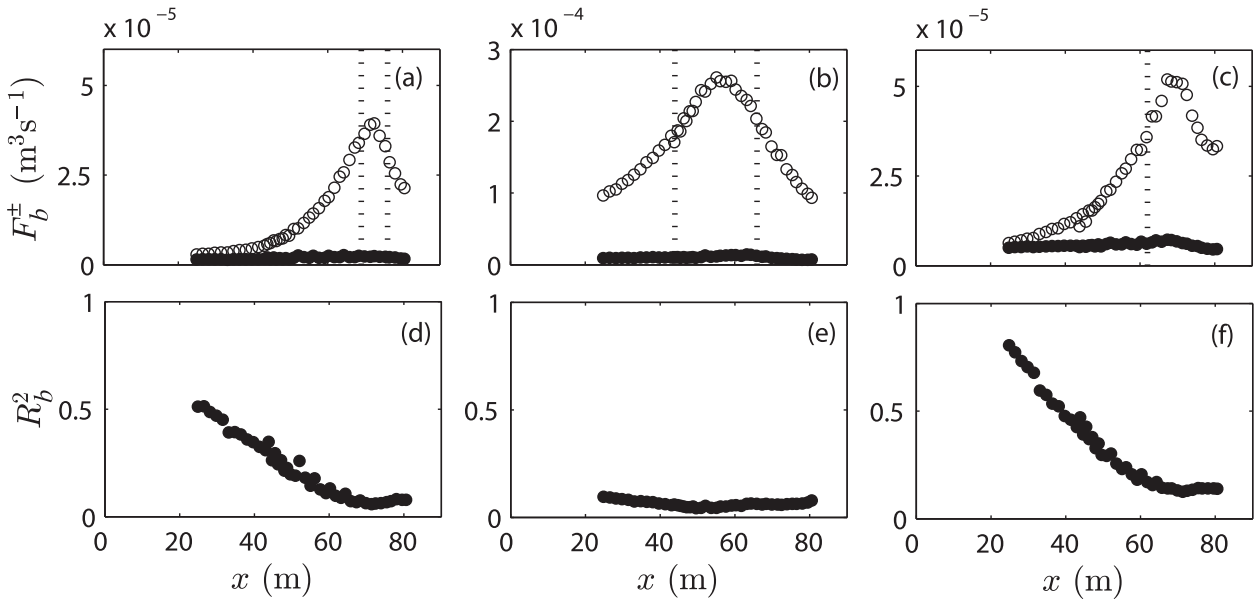 x 10⁻⁵ x 10⁻⁴ x 10⁻⁵
5 (a) 3 (b) 5 (c)
2
2.5 1 2.5
0 0 0
F_b^± (m³s⁻¹)
1 (d) 1 (e) 1 (f)
0.5 0.5 0.5
0 0 0
R_b^2
0 20 40 60 80 0 20 40 60 80 0 20 40 60 80
x (m) x (m) x (m)